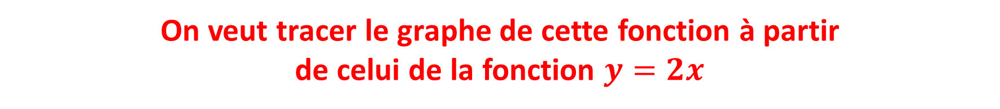 On veut tracer le graphe de cette fonction à partir
de celui de la fonction y = 2x